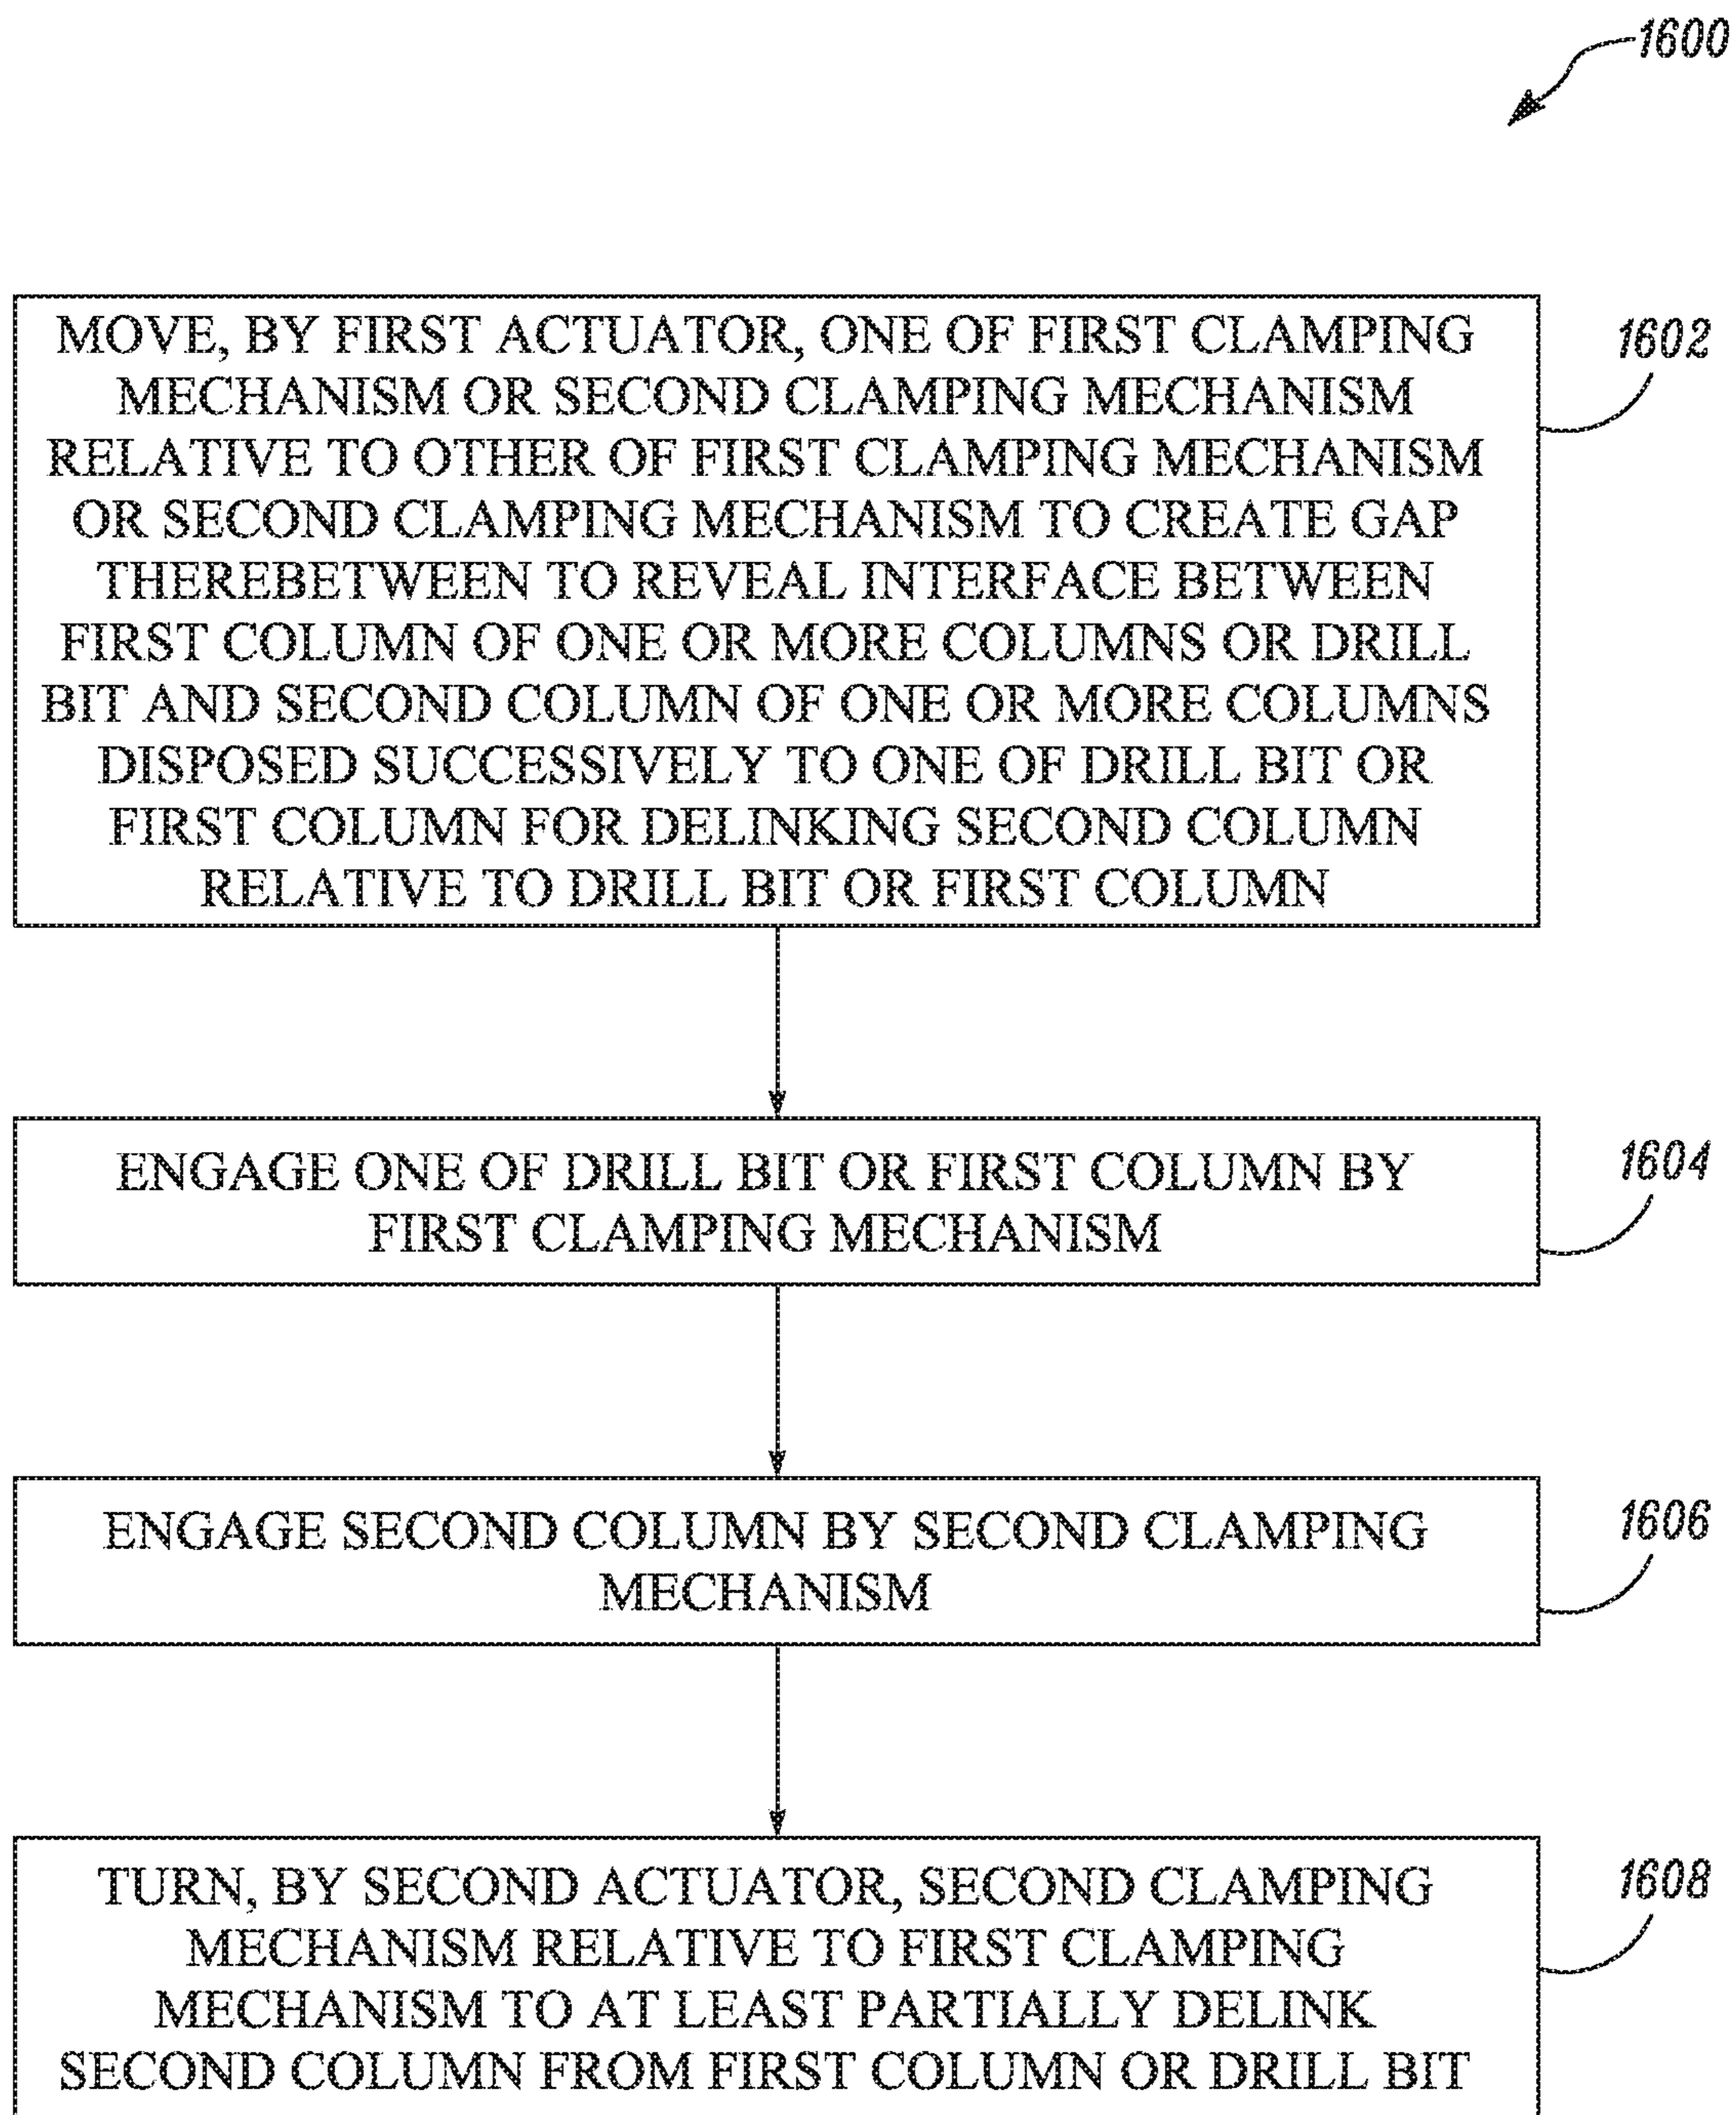 1600
MOVE, BY FIRST ACTUATOR, ONE OF FIRST CLAMPING
MECHANISM OR SECOND CLAMPING MECHANISM
RELATIVE TO OTHER OF FIRST CLAMPING MECHANISM
OR SECOND CLAMPING MECHANISM TO CREATE GAP
THEREBETWEEN TO REVEAL INTERFACE BETWEEN
FIRST COLUMN OF ONE OR MORE COLUMNS OR DRILL
BIT AND SECOND COLUMN OF ONE OR MORE COLUMNS
DISPOSED SUCCESSIVELY TO ONE OF DRILL BIT OR
FIRST COLUMN FOR DELINKING SECOND COLUMN
RELATIVE TO DRILL BIT OR FIRST COLUMN
1602
ENGAGE ONE OF DRILL BIT OR FIRST COLUMN BY
FIRST CLAMPING MECHANISM
1604
ENGAGE SECOND COLUMN BY SECOND CLAMPING
MECHANISM
1606
TURN, BY SECOND ACTUATOR, SECOND CLAMPING
MECHANISM RELATIVE TO FIRST CLAMPING
MECHANISM TO AT LEAST PARTIALLY DELINK
SECOND COLUMN FROM FIRST COLUMN OR DRILL BIT
1608